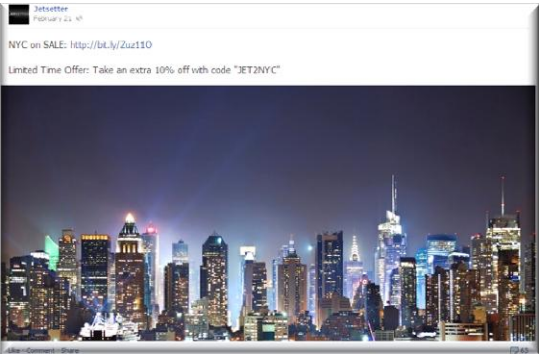 Jetsetter
February 21
NYC on SALE: http://bit.ly/Zuz11O
Limited Time Offer: Take an extra 10% off with code "JET2NYC"
Like · Comment · Share
63